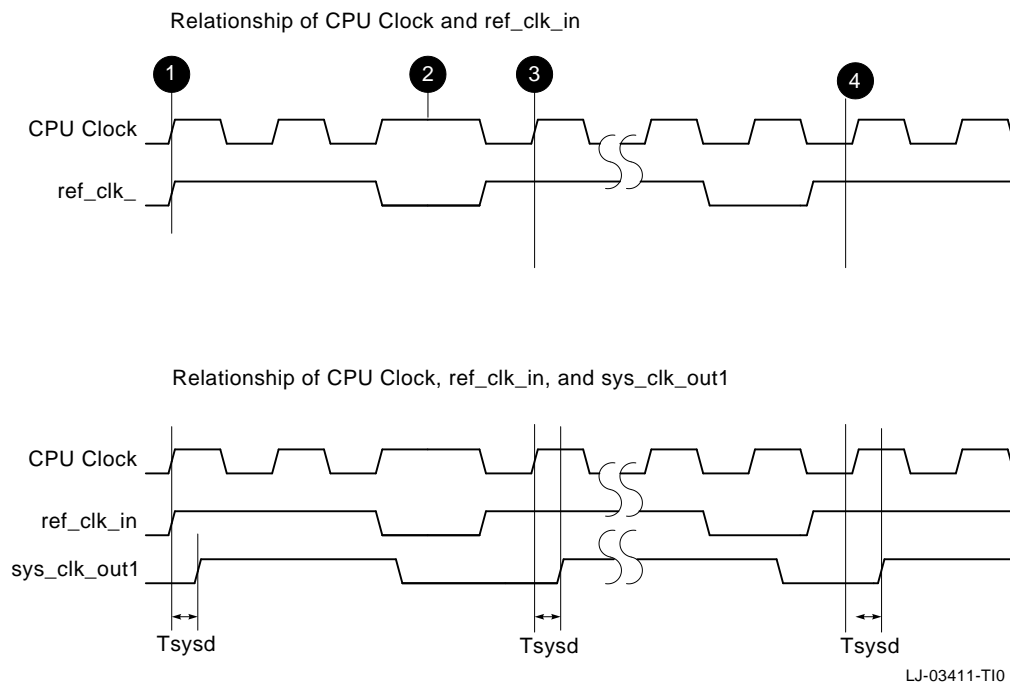 Relationship of CPU Clock and ref_clk_in
1 2 3 4
CPU Clock
ref_clk_
Relationship of CPU Clock, ref_clk_in, and sys_clk_out1
CPU Clock
ref_clk_in
sys_clk_out1
Tsysd Tsysd Tsysd
LJ-03411-TI0